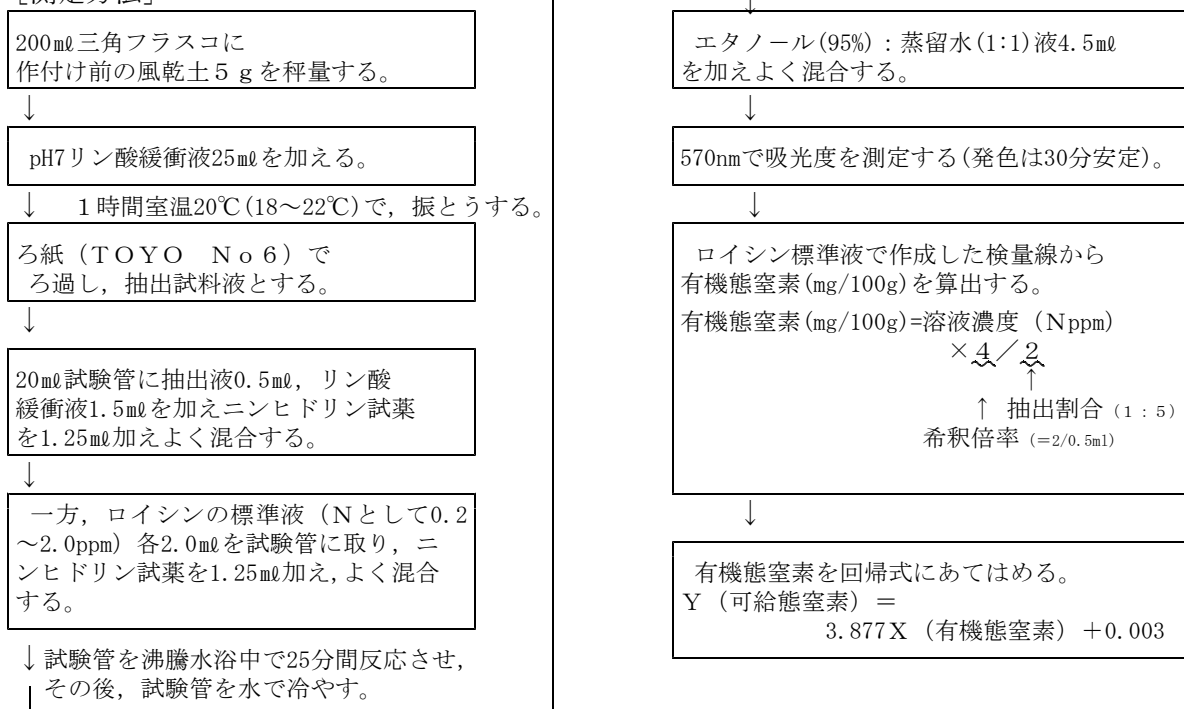 [測定方法]
200㎖三角フラスコに
作付け前の風乾土５ｇを秤量する。
↓
pH7リン酸緩衝液25㎖を加える。
↓ １時間室温20℃(18～22℃)で，振とうする。
ろ紙（ＴＯＹＯ　Ｎｏ６）で
ろ過し，抽出試料液とする。
↓
20㎖試験管に抽出液0.5㎖，リン酸
緩衝液1.5㎖を加えニンヒドリン試薬
を1.25㎖加えよく混合する。
↓
一方，ロイシンの標準液（Ｎとして0.2
～2.0ppm）各2.0㎖を試験管に取り，ニ
ンヒドリン試薬を1.25㎖加え,よく混合
する。
↓試験管を沸騰水浴中で25分間反応させ，
その後，試験管を水で冷やす。
↓
エタノール(95%)：蒸留水(1:1)液4.5㎖
を加えよく混合する。
↓
570nmで吸光度を測定する(発色は30分安定)。
↓
ロイシン標準液で作成した検量線から
有機態窒素(mg/100g)を算出する。
有機態窒素(mg/100g)=溶液濃度（Ｎppm）
×４／２
↑
↑ 抽出割合（1：5）
希釈倍率（＝2/0.5ml）
↓
有機態窒素を回帰式にあてはめる。
Ｙ（可給態窒素）＝
3.877Ｘ（有機態窒素）＋0.003